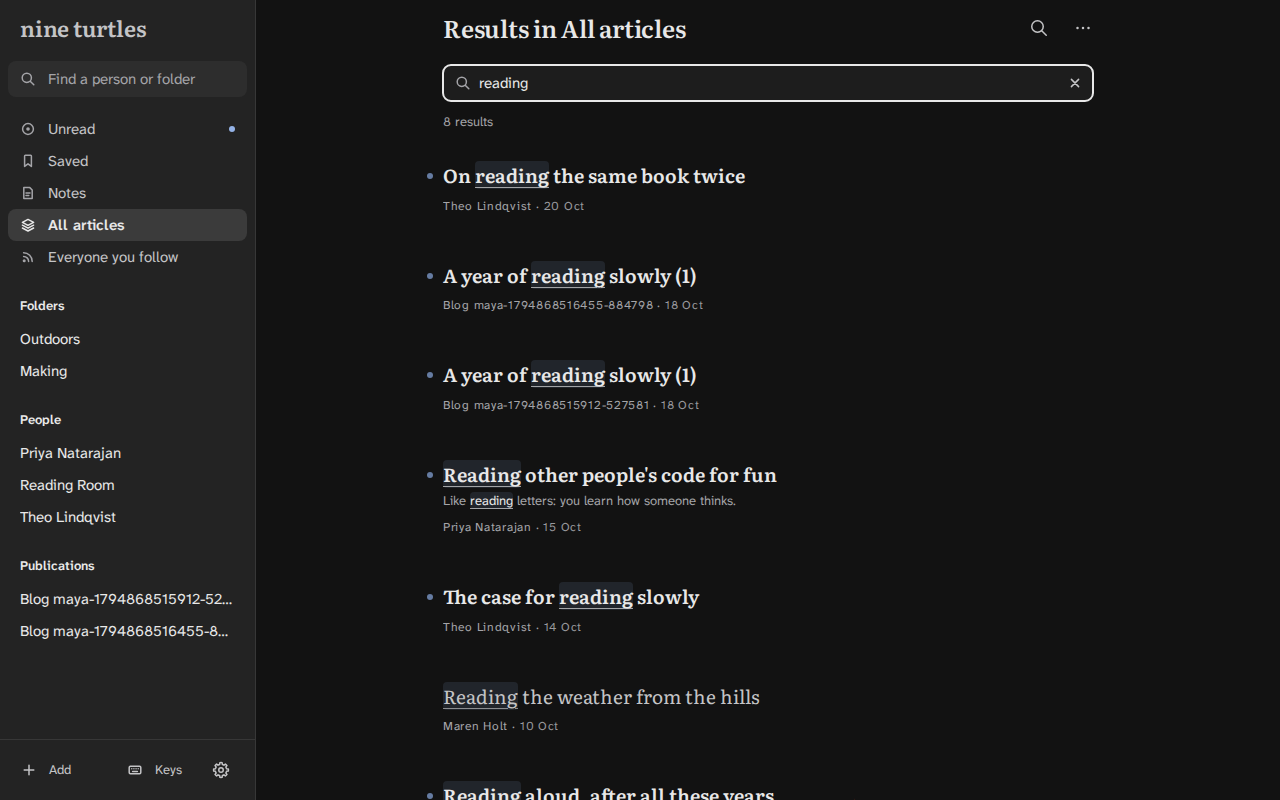 nine turtles
Find a person or folder
Unread
Saved
Notes
All articles
Everyone you follow
Folders
Outdoors
Making
People
Priya Natarajan
Reading Room
Theo Lindqvist
Publications
Blog maya-1794868515912-52...
Blog maya-1794868516455-8...
Add
Keys
Results in All articles
reading
8 results
On reading the same book twice
Theo Lindqvist · 20 Oct
A year of reading slowly (1)
Blog maya-1794868516455-884798 · 18 Oct
A year of reading slowly (1)
Blog maya-1794868515912-527581 · 18 Oct
Reading other people's code for fun
Like reading letters: you learn how someone thinks.
Priya Natarajan · 15 Oct
The case for reading slowly
Theo Lindqvist · 14 Oct
Reading the weather from the hills
Maren Holt · 10 Oct
Reading aloud, after all these years